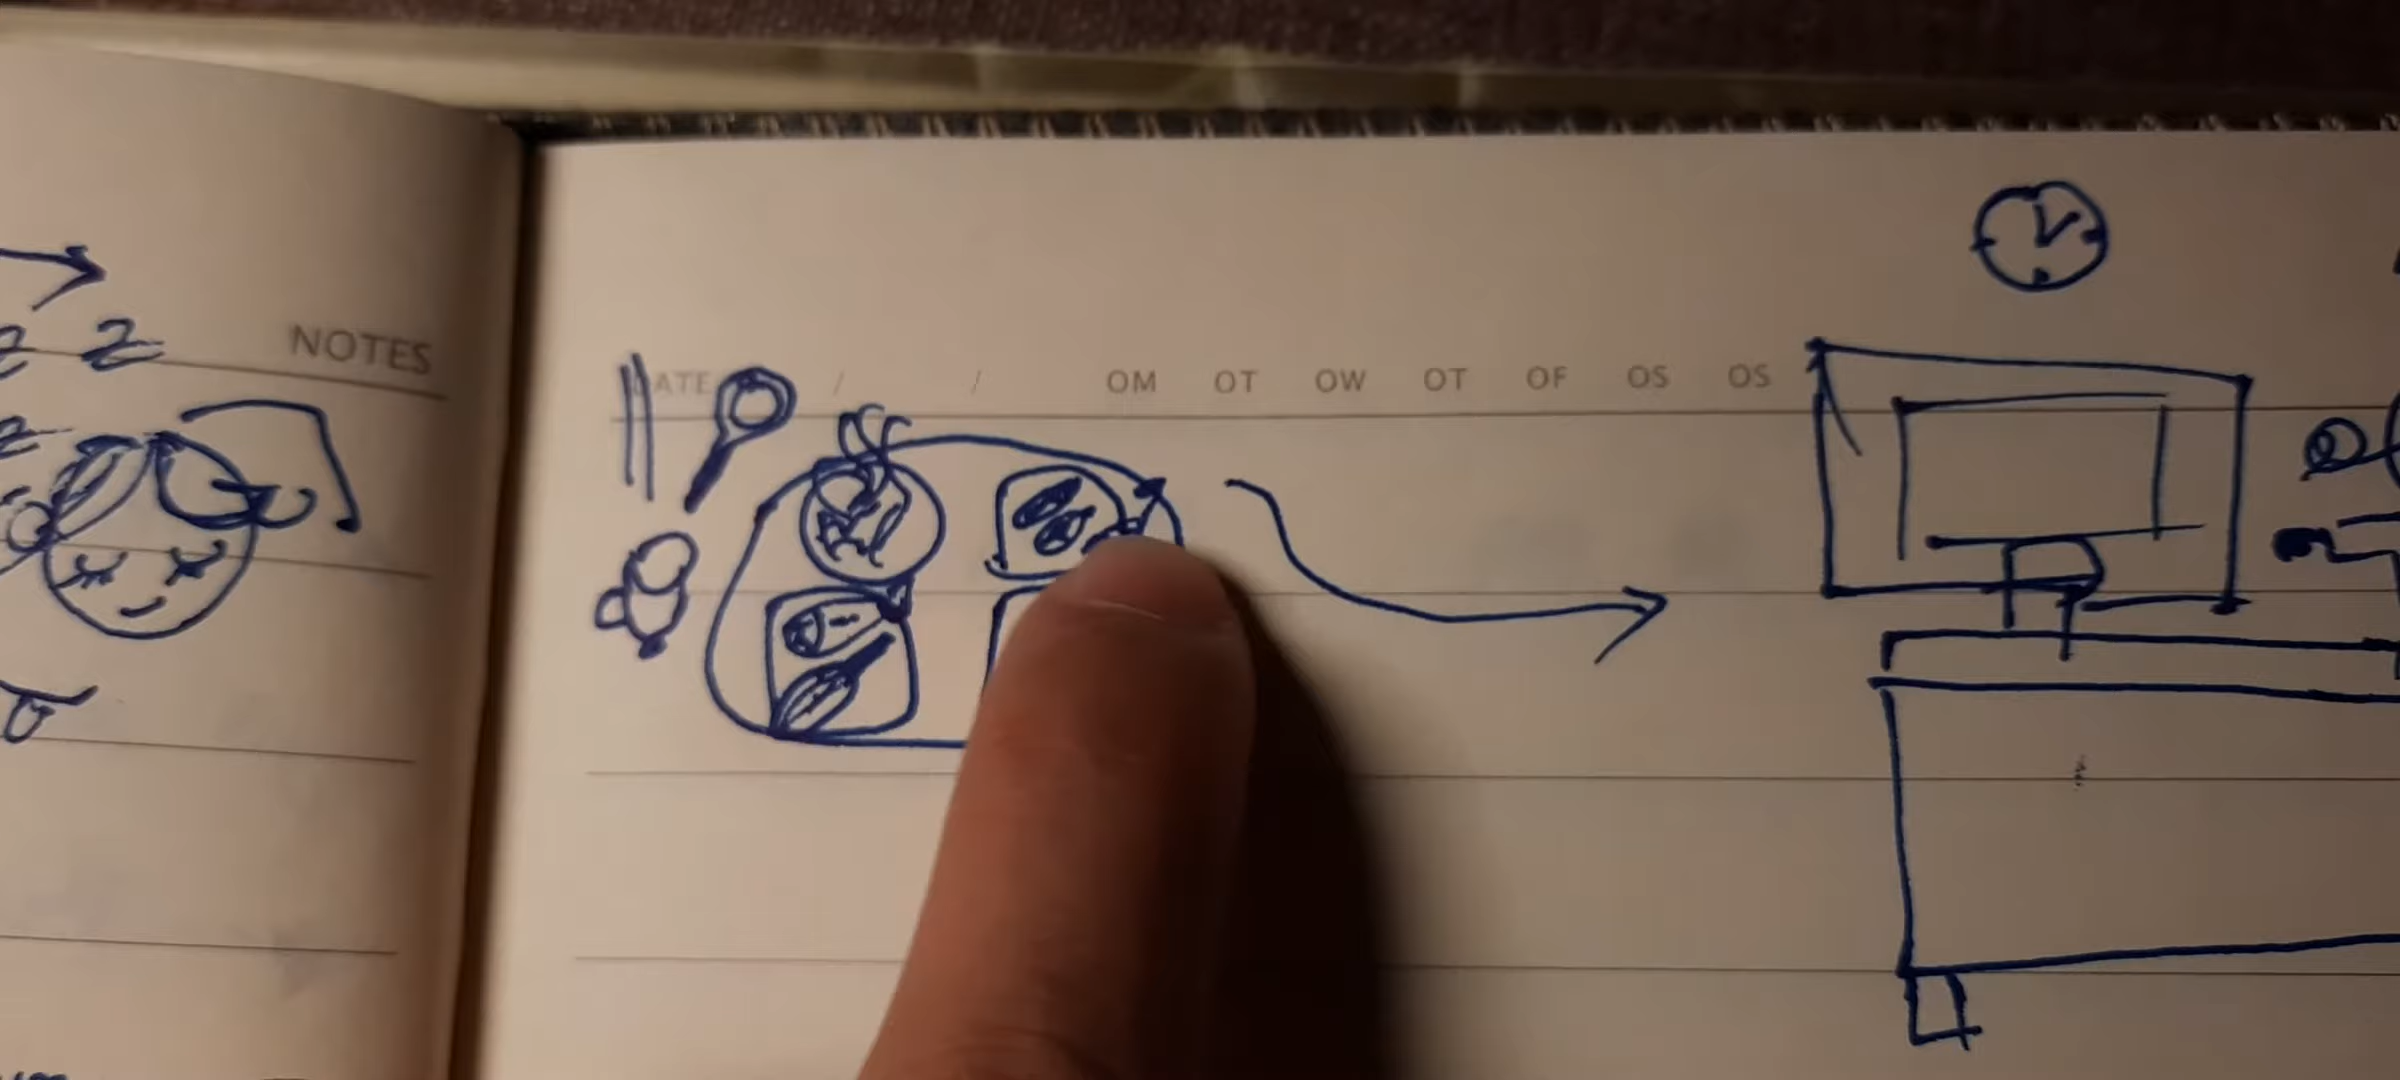 z z
NOTES
z
DATE / / OM OT OW OT OF OS OS